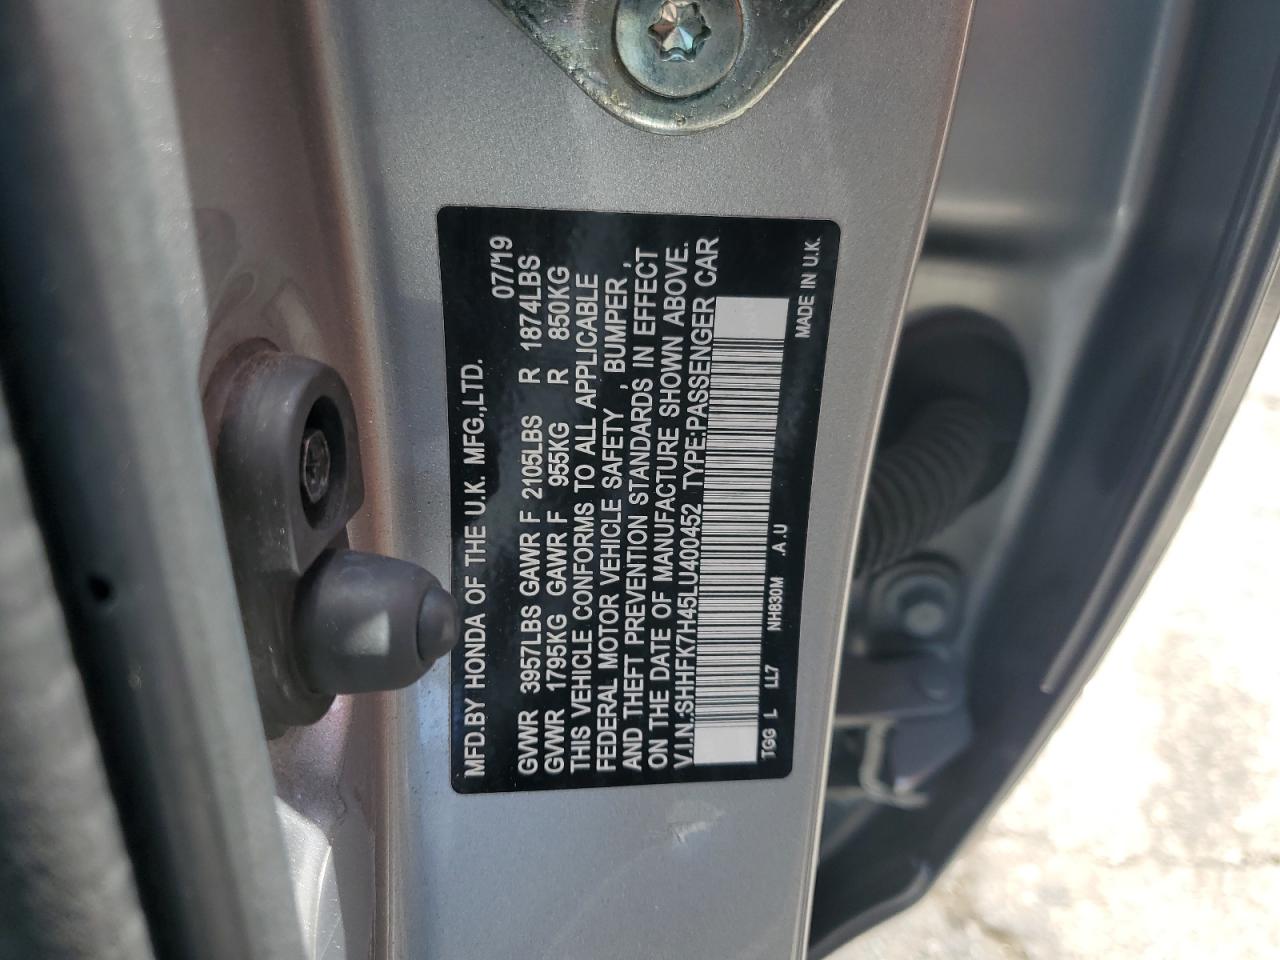 MFD.BY HONDA OF THE U.K. MFG.,LTD. 07/19
GVWR 3957LBS GAWR F 2105LBS R 1874LBS
GVWR 1795KG GAWR F 955KG R 850KG
THIS VEHICLE CONFORMS TO ALL APPLICABLE
FEDERAL MOTOR VEHICLE SAFETY , BUMPER ,
AND THEFT PREVENTION STANDARDS IN EFFECT
ON THE DATE OF MANUFACTURE SHOWN ABOVE.
V.I.N.:SHHFK7H45LU400452 TYPE:PASSENGER CAR
TGG L LL7 NH830M .A.U MADE IN U.K.